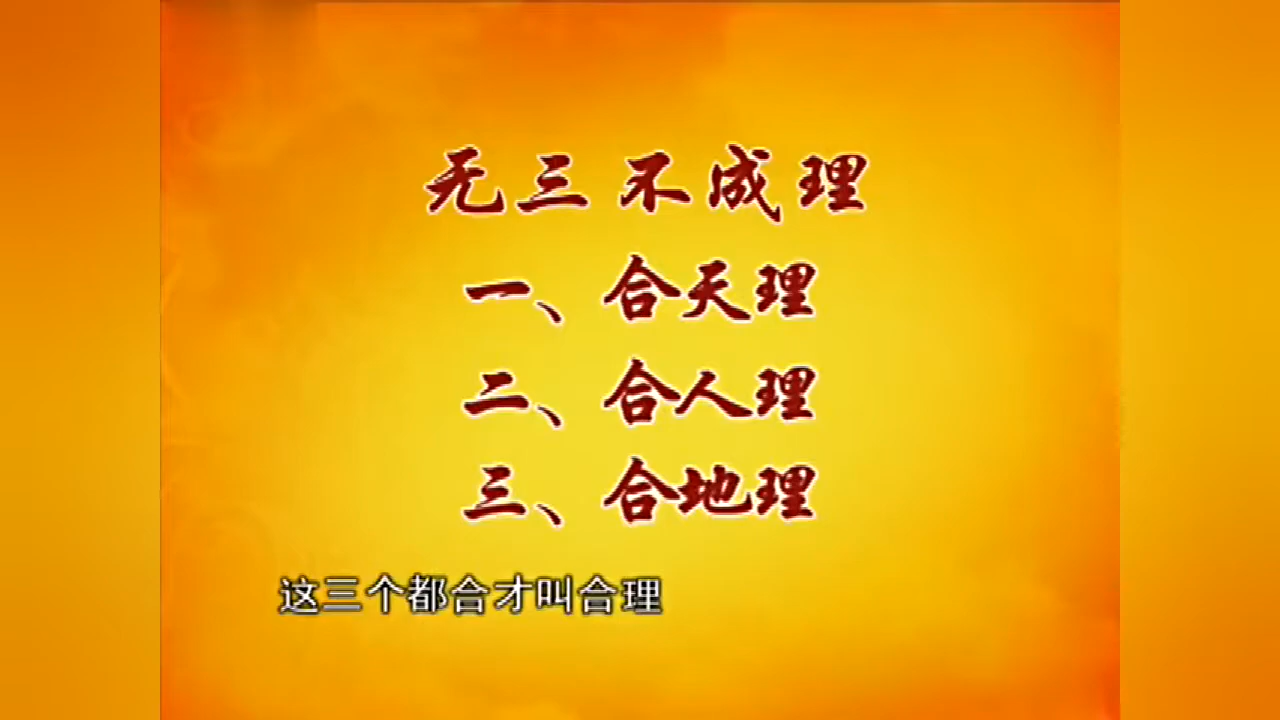 无三不成理
一、合天理
二、合人理
三、合地理
这三个都合才叫合理